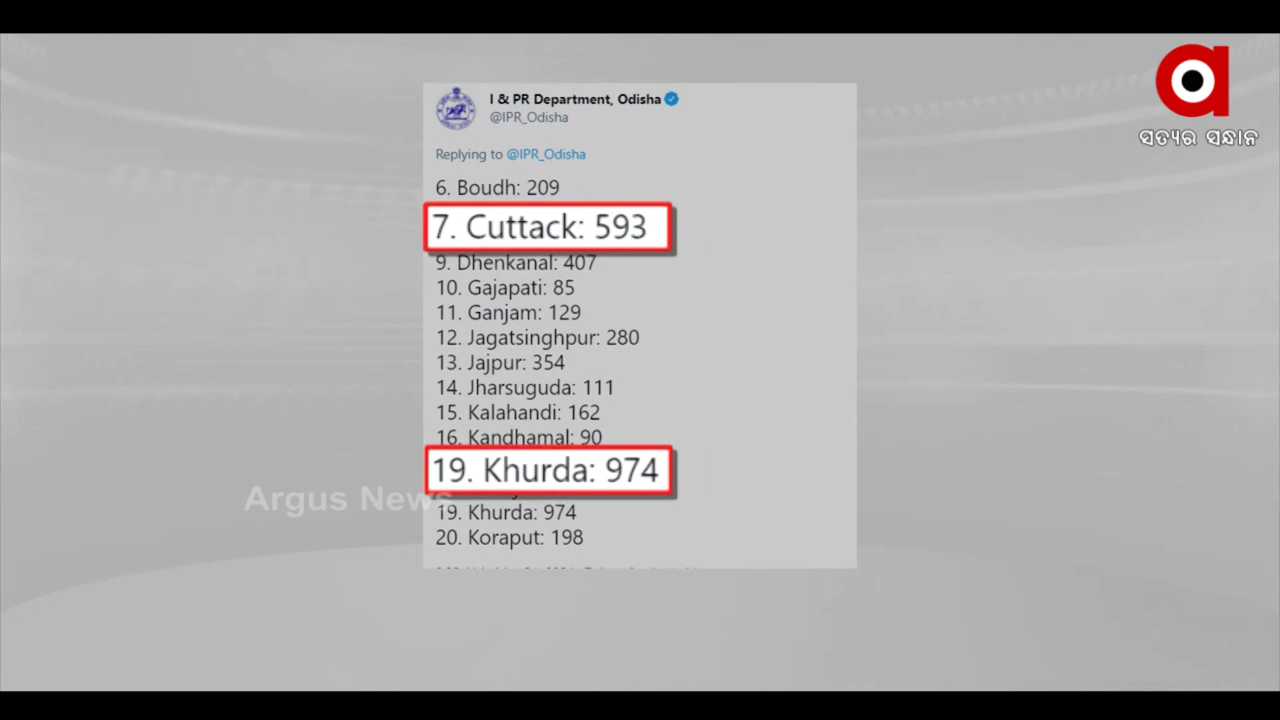 I & PR Department, Odisha
@IPR_Odisha
Replying to @IPR_Odisha
6. Boudh: 209
7. Cuttack: 593
9. Dhenkanal: 407
10. Gajapati: 85
11. Ganjam: 129
12. Jagatsinghpur: 280
13. Jajpur: 354
14. Jharsuguda: 111
15. Kalahandi: 162
16. Kandhamal: 90
19. Khurda: 974
19. Khurda: 974
20. Koraput: 198
Argus News
ସତ୍ୟର ସନ୍ଧାନ